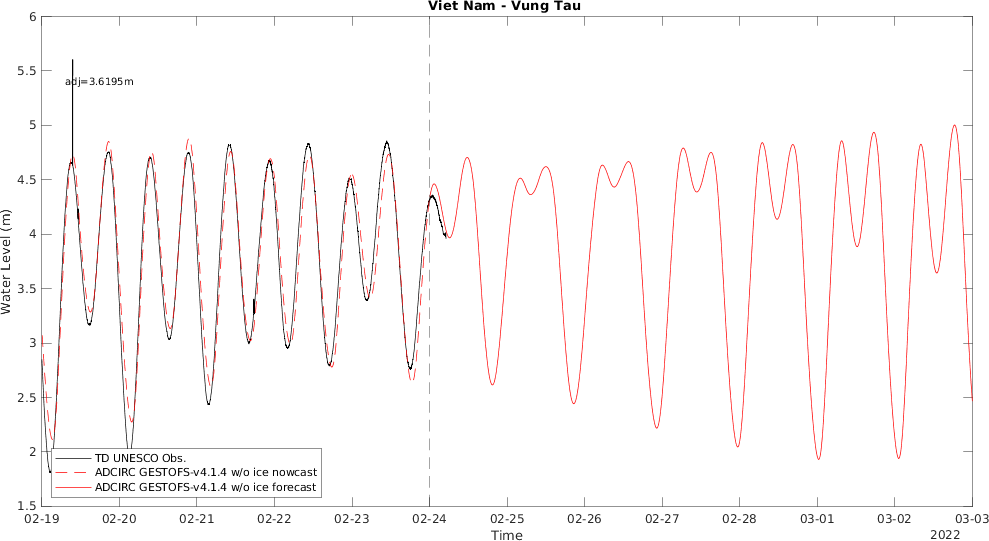 Viet Nam - Vung Tau
6
5.5
adj=3.6195m
5
4.5
4
3.5
3
2.5
2
1.5
Water Level (m)
TD UNESCO Obs.
ADCIRC GESTOFS-v4.1.4 w/o ice nowcast
ADCIRC GESTOFS-v4.1.4 w/o ice forecast
02-19 02-20 02-21 02-22 02-23 02-24 02-25 02-26 02-27 02-28 03-01 03-02 03-03
Time
2022